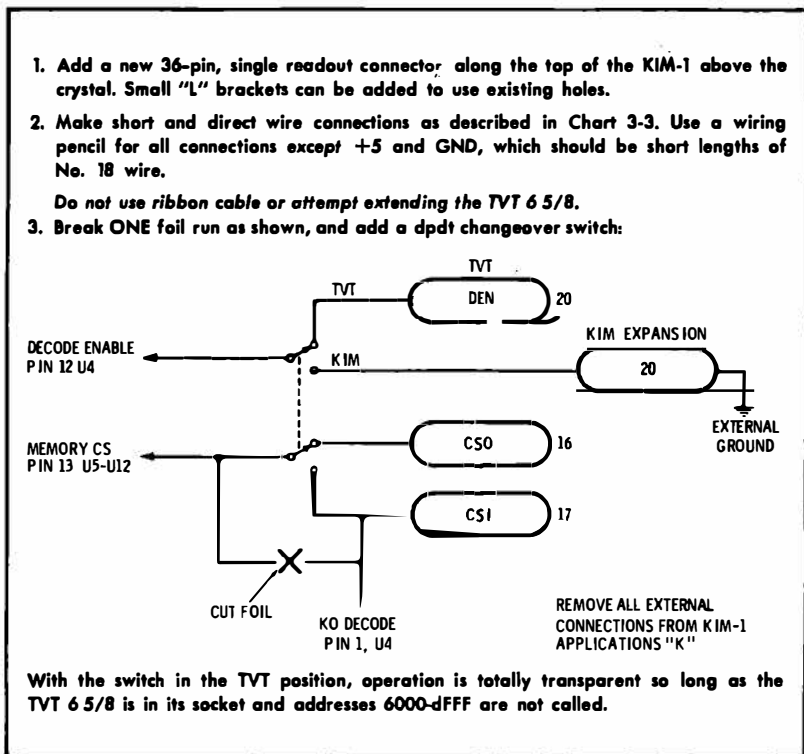 1. Add a new 36-pin, single readout connector along the top of the KIM-1 above the
crystal. Small "L" brackets can be added to use existing holes.
2. Make short and direct wire connections as described in Chart 3-3. Use a wiring
pencil for all connections except +5 and GND, which should be short lengths of
No. 18 wire.
Do not use ribbon cable or attempt extending the TVT 6 5/8.
3. Break ONE foil run as shown, and add a dpdt changeover switch:
TVT
TVT
DEN
20
KIM EXPANSION
DECODE ENABLE
PIN 12 U4
KIM
20
EXTERNAL
GROUND
MEMORY CS
PIN 13 U5-U12
CSO
16
CSI
17
CUT FOIL
KO DECODE
PIN 1, U4
REMOVE ALL EXTERNAL
CONNECTIONS FROM KIM-1
APPLICATIONS "K"
With the switch in the TVT position, operation is totally transparent so long as the
TVT 6 5/8 is in its socket and addresses 6000-dFFF are not called.